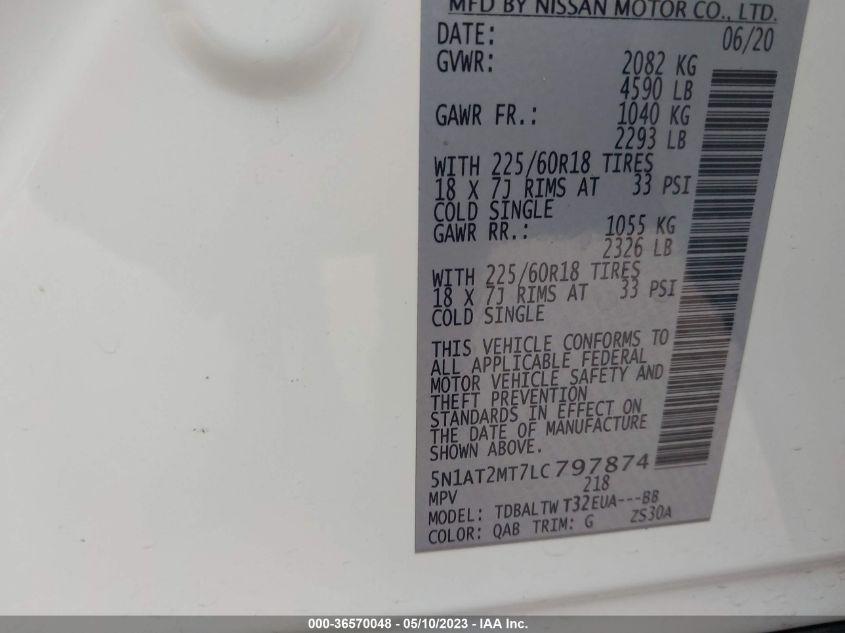 MFD BY NISSAN MOTOR CO., LTD.
DATE: 06/20
GVWR: 2082 KG
4590 LB
GAWR FR.: 1040 KG
2293 LB
WITH 225/60R18 TIRES
18 X 7J RIMS AT 33 PSI
COLD SINGLE
GAWR RR.: 1055 KG
2326 LB
WITH 225/60R18 TIRES
18 X 7J RIMS AT 33 PSI
COLD SINGLE
THIS VEHICLE CONFORMS TO
ALL APPLICABLE FEDERAL
MOTOR VEHICLE SAFETY AND
THEFT PREVENTION
STANDARDS IN EFFECT ON
THE DATE OF MANUFACTURE
SHOWN ABOVE.
5N1AT2MT7LC797874
MPV 218
MODEL: TDBALTW T32EUA---BB
COLOR: QAB TRIM: G ZS30A
000-36570048 - 05/10/2023 - IAA Inc.